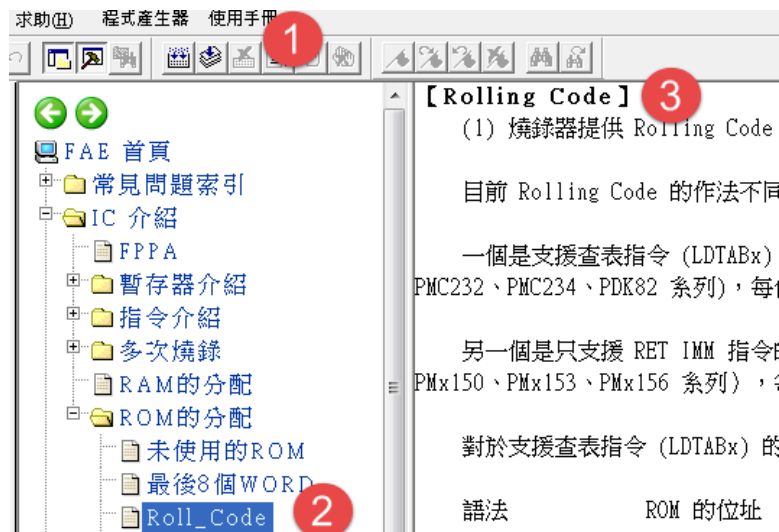 求助(H) 程式產生器 使用手冊
1
FAE 首頁
常見問題索引
IC 介紹
FPPA
暫存器介紹
指令介紹
多次燒錄
RAM的分配
ROM的分配
未使用的ROM
最後8個WORD
Roll_Code
2
【Rolling Code】
3
(1) 燒錄器提供 Rolling Code
目前 Rolling Code 的作法不同
一個是支援查表指令 (LDTABx)
PMC232、PMC234、PDK82 系列)，每
另一個是只支援 RET IMM 指令
PMx150、PMx153、PMx156 系列)，
對於支援查表指令 (LDTABx) 的
語法 ROM 的位址